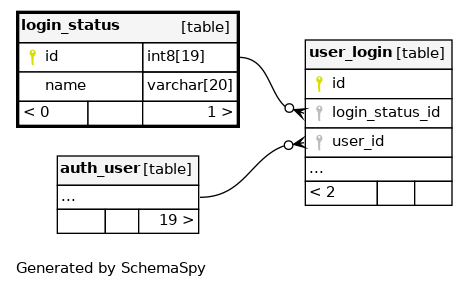 login_status [table]
id int8[19]
name varchar[20]
< 0 1 >
user_login [table]
id
login_status_id
user_id
...
< 2
auth_user [table]
...
19 >
Generated by SchemaSpy